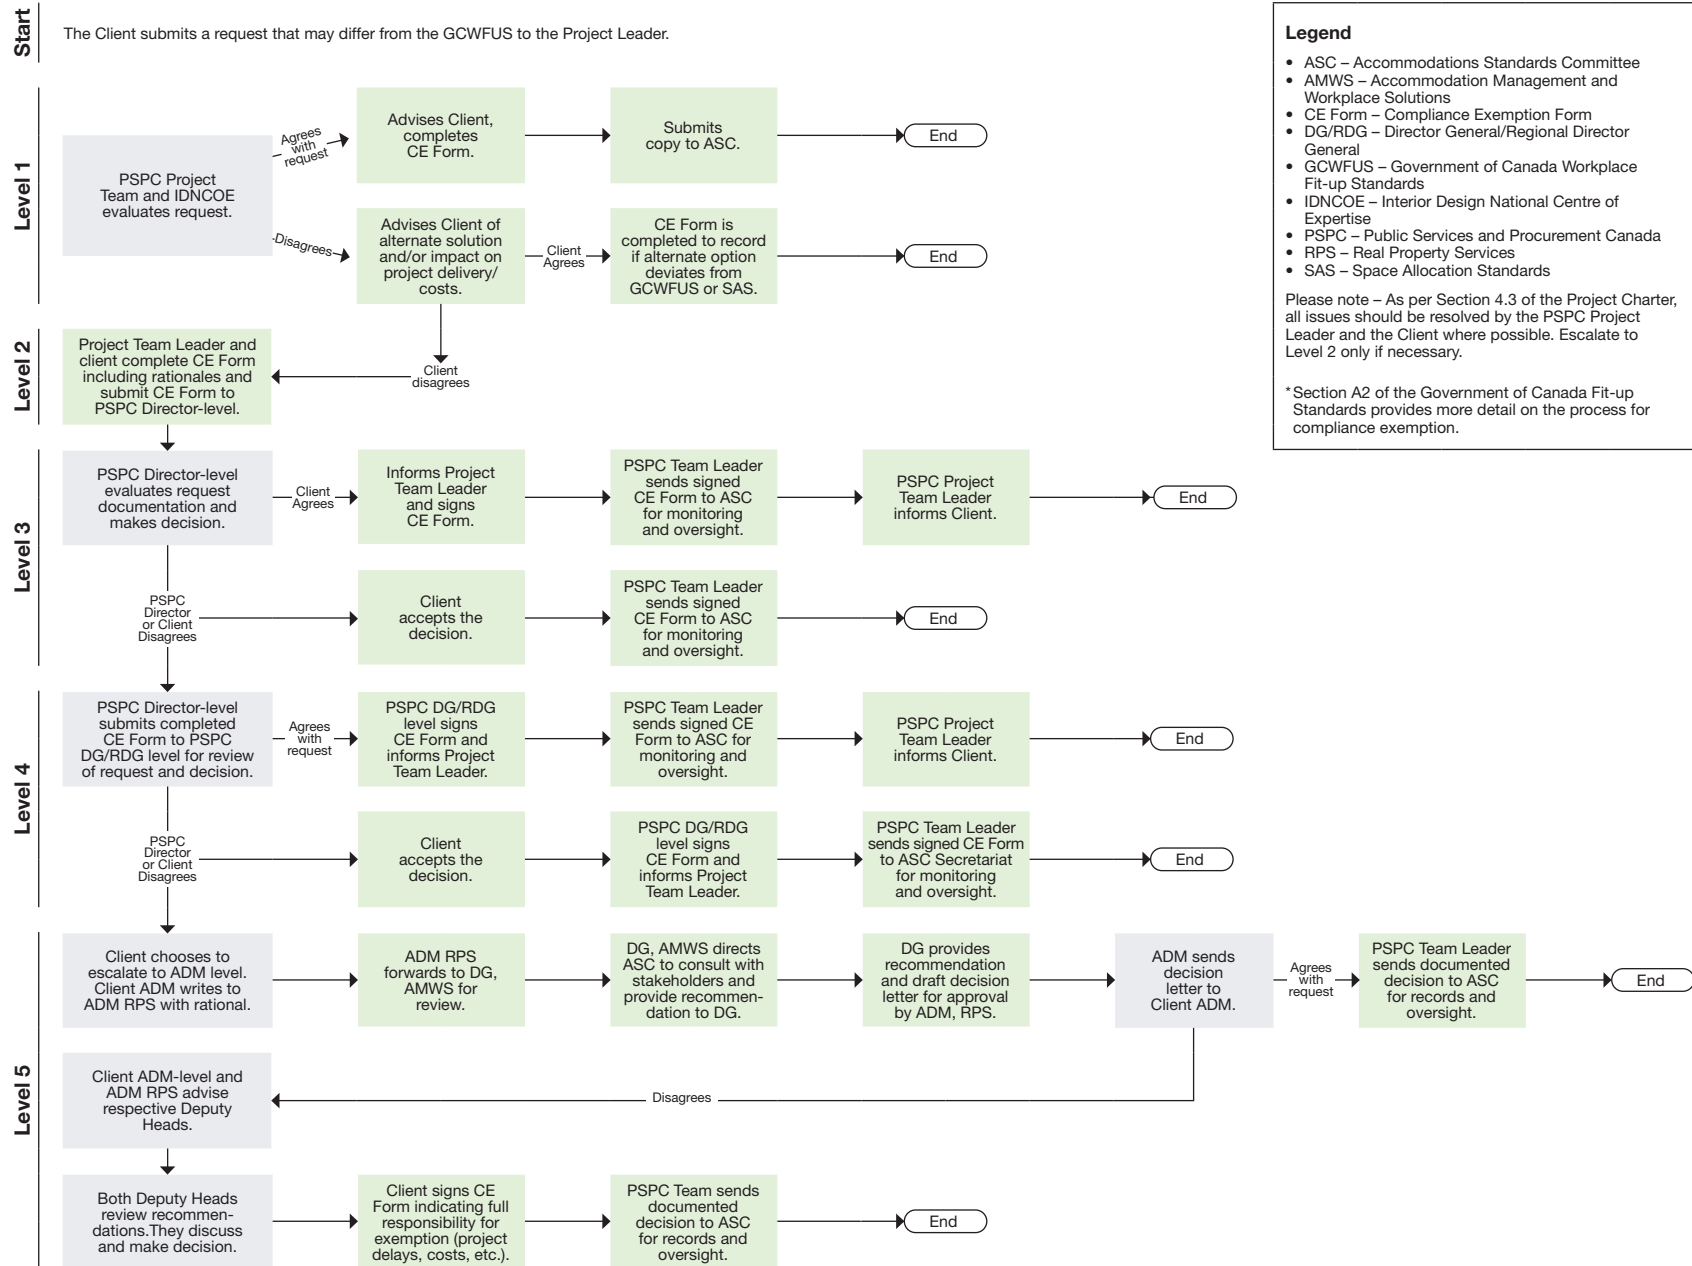 Start
The Client submits a request that may differ from the GCWFUS to the Project Leader.
Level 1
PSPC Project
Team and IDNCOE
evaluates request.
Agrees
with
request
Advises Client,
completes
CE Form.
Submits
copy to ASC.
End
Disagrees
Advises Client of
alternate solution
and/or impact on
project delivery/
costs.
Client
Agrees
CE Form is
completed to record
if alternate option
deviates from
GCWFUS or SAS.
End
Level 2
Project Team Leader and
client complete CE Form
including rationales and
submit CE Form to
PSPC Director-level.
Client
disagrees
Level 3
PSPC Director-level
evaluates request
documentation and
makes decision.
Client
Agrees
Informs Project
Team Leader
and signs
CE Form.
PSPC Team Leader
sends signed
CE Form to ASC
for monitoring
and oversight.
PSPC Project
Team Leader
informs Client.
End
PSPC
Director
or Client
Disagrees
Client
accepts the
decision.
PSPC Team Leader
sends signed
CE Form to ASC
for monitoring
and oversight.
End
Level 4
PSPC Director-level
submits completed
CE Form to PSPC
DG/RDG level for review
of request and decision.
Agrees
with
request
PSPC DG/RDG
level signs
CE Form and
informs Project
Team Leader.
PSPC Team Leader
sends signed CE
Form to ASC for
monitoring and
oversight.
PSPC Project
Team Leader
informs Client.
End
PSPC
Director
or Client
Disagrees
Client
accepts the
decision.
PSPC DG/RDG
level signs
CE Form and
informs Project
Team Leader.
PSPC Team Leader
sends signed CE Form
to ASC Secretariat
for monitoring
and oversight.
End
Level 5
Client chooses to
escalate to ADM level.
Client ADM writes to
ADM RPS with rational.
ADM RPS
forwards to DG,
AMWS for
review.
DG, AMWS directs
ASC to consult with
stakeholders and
provide recommen-
dation to DG.
DG provides
recommendation
and draft decision
letter for approval
by ADM, RPS.
ADM sends
decision
letter to
Client ADM.
Agrees
with
request
PSPC Team Leader
sends documented
decision to ASC
for records and
oversight.
End
Client ADM-level and
ADM RPS advise
respective Deputy
Heads.
Disagrees
Both Deputy Heads
review recommen-
dations.They discuss
and make decision.
Client signs CE
Form indicating full
responsibility for
exemption (project
delays, costs, etc.).
PSPC Team sends
documented
decision to ASC
for records and
oversight.
End
Legend
• ASC – Accommodations Standards Committee
• AMWS – Accommodation Management and
Workplace Solutions
• CE Form – Compliance Exemption Form
• DG/RDG – Director General/Regional Director
General
• GCWFUS – Government of Canada Workplace
Fit-up Standards
• IDNCOE – Interior Design National Centre of
Expertise
• PSPC – Public Services and Procurement Canada
• RPS – Real Property Services
• SAS – Space Allocation Standards
Please note – As per Section 4.3 of the Project Charter,
all issues should be resolved by the PSPC Project
Leader and the Client where possible. Escalate to
Level 2 only if necessary.
* Section A2 of the Government of Canada Fit-up
Standards provides more detail on the process for
compliance exemption.